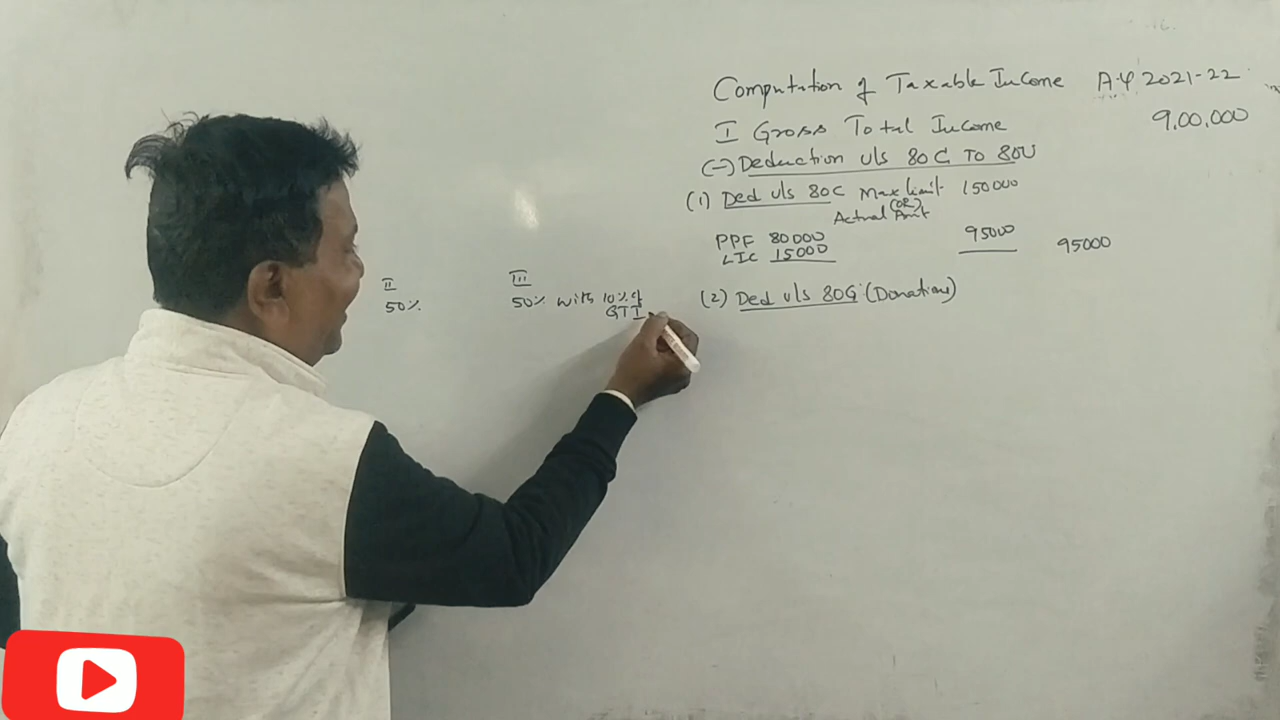 Computation of Taxable Income A.Y 2021-22
I Gross Total Income 9,00,000
(-) Deduction u/s 80C To 80U
(1) Ded u/s 80C Max limit 150000
(OR)
Actual Amt
PPF 80000 95000 95000
LIC 15000
II III
50% 50% with 10% of
GTI
(2) Ded u/s 80G (Donation)